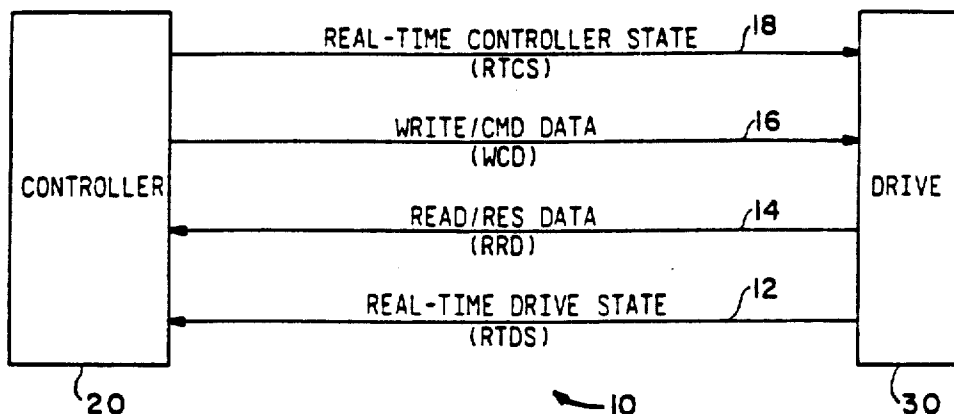 REAL-TIME CONTROLLER STATE 18
(RTCS)
WRITE/CMD DATA 16
(WCD)
CONTROLLER
DRIVE
READ/RES DATA 14
(RRD)
REAL-TIME DRIVE STATE 12
(RTDS)
20
10
30